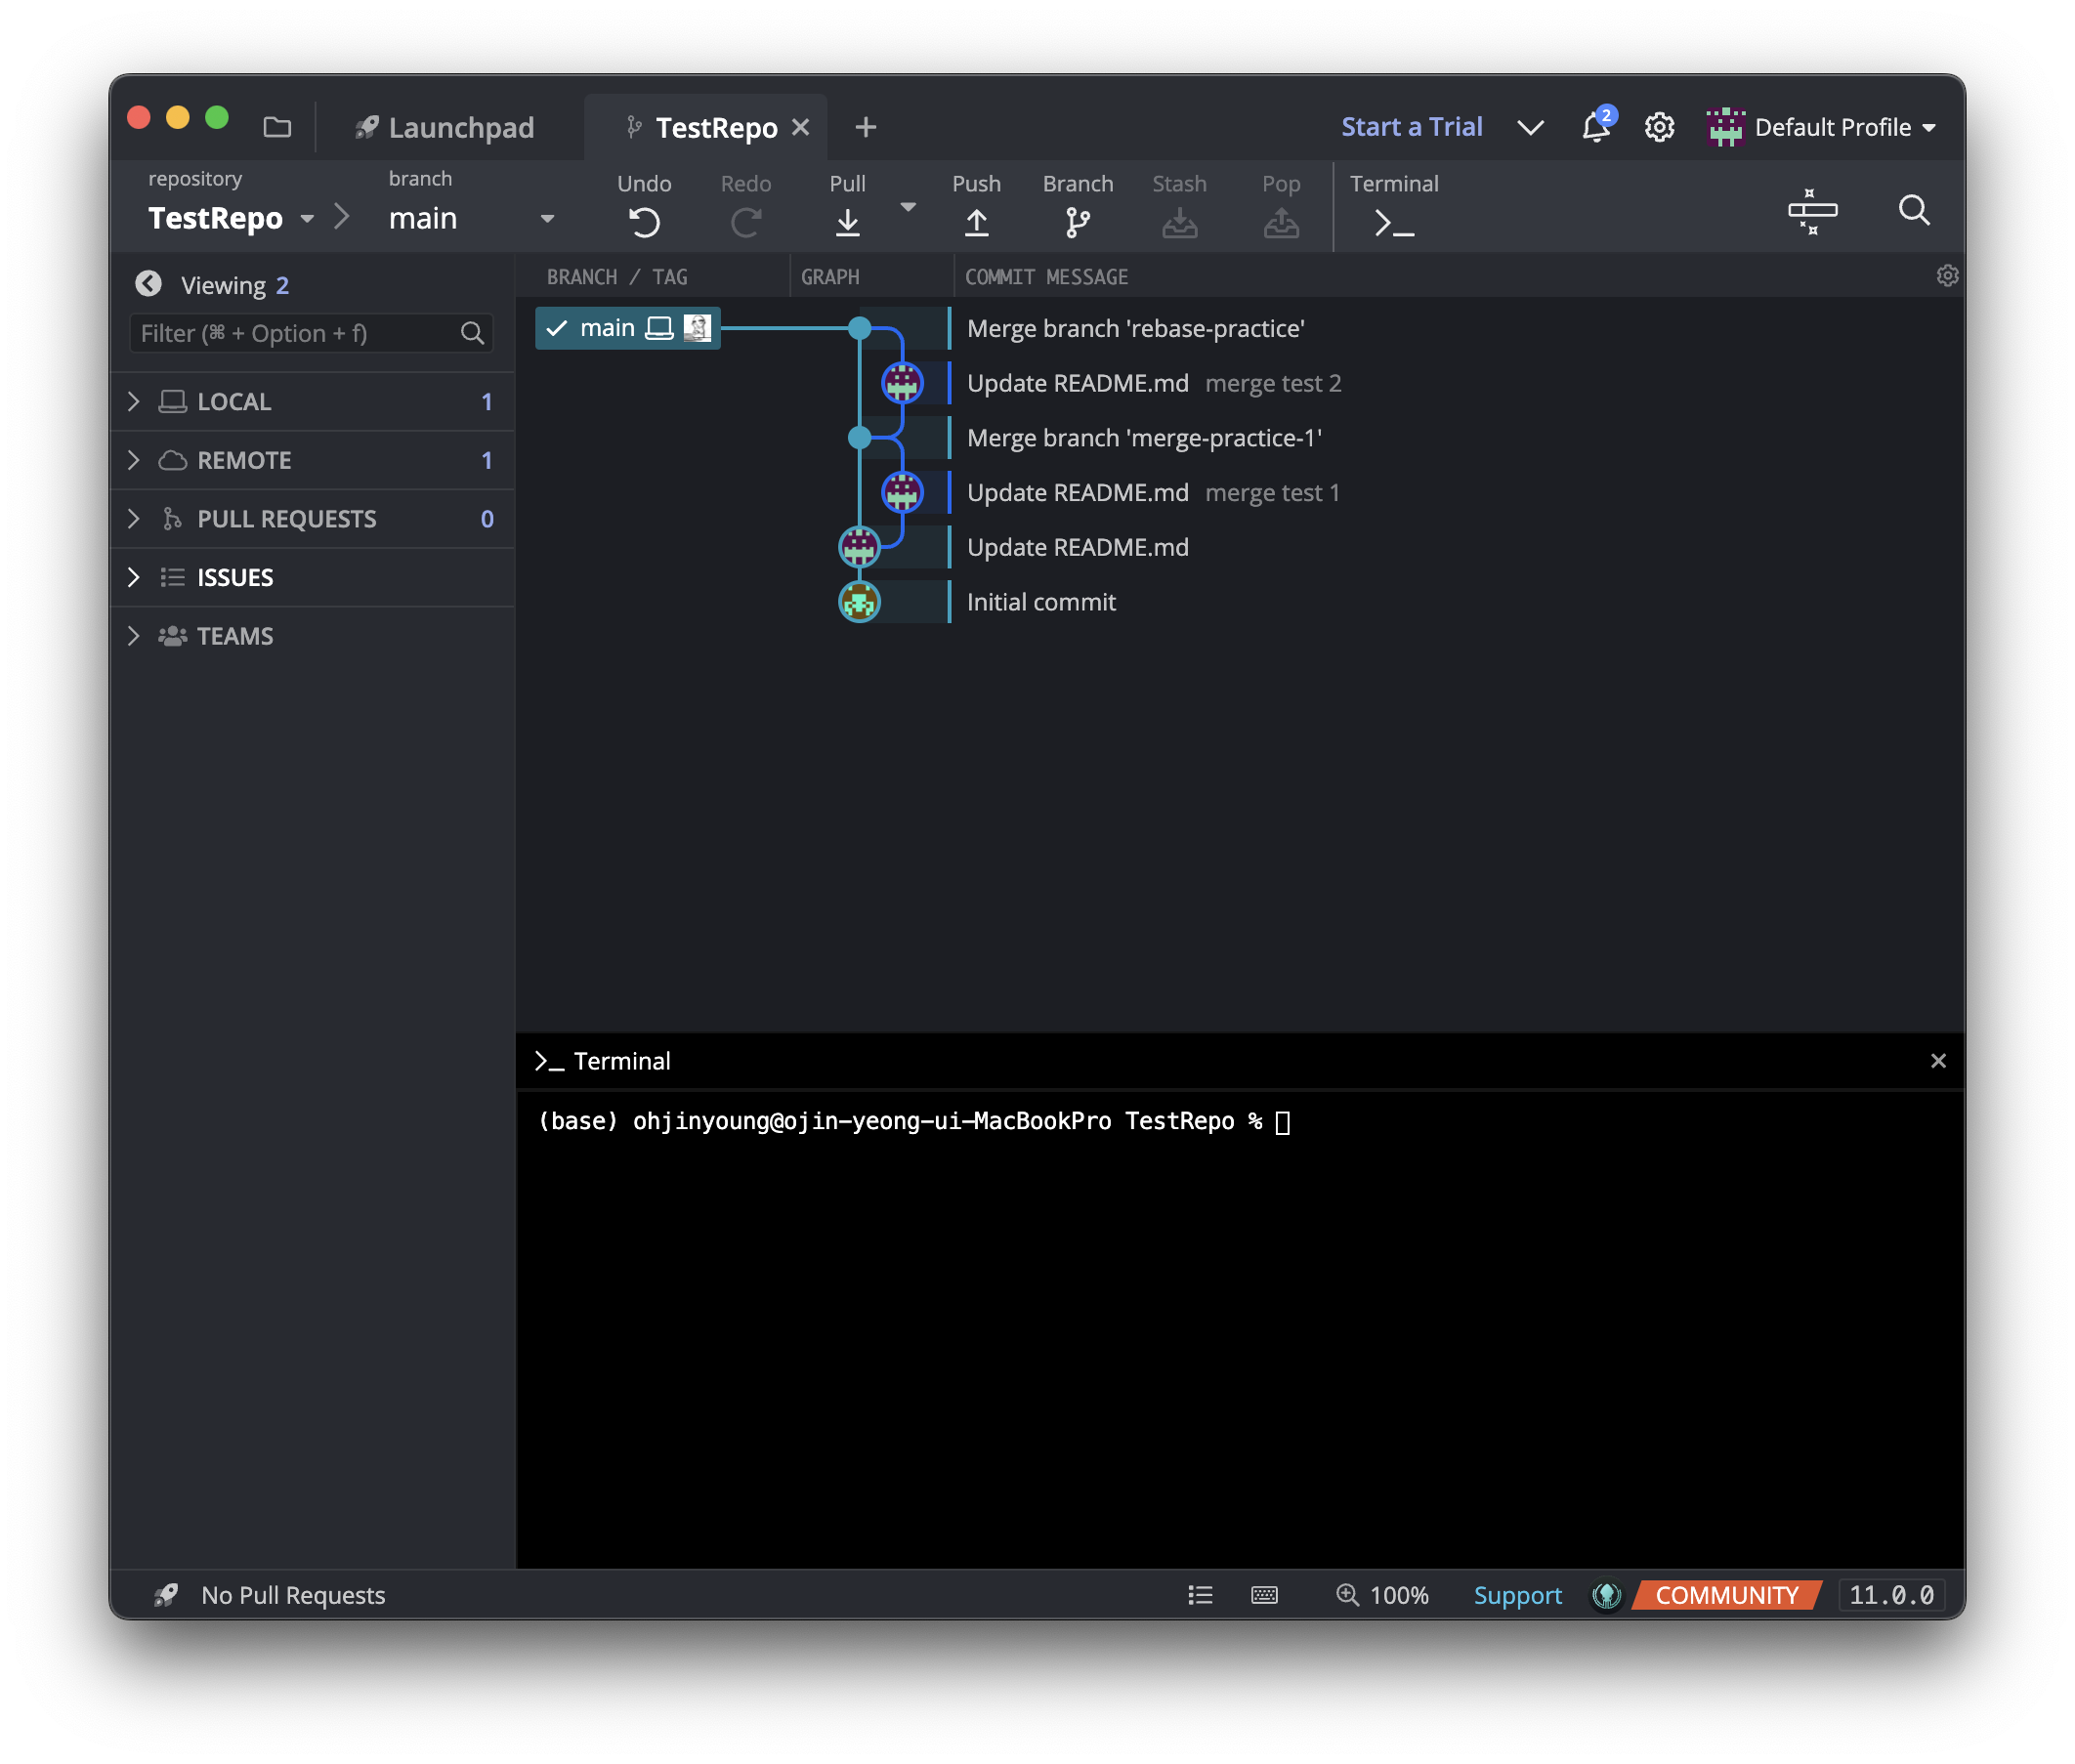 Launchpad
TestRepo
Start a Trial
2
Default Profile
repository
TestRepo
branch
main
Undo
Redo
Pull
Push
Branch
Stash
Pop
Terminal
Viewing 2
Filter (⌘ + Option + f)
LOCAL 1
REMOTE 1
PULL REQUESTS 0
ISSUES
TEAMS
BRANCH / TAG
GRAPH
COMMIT MESSAGE
main
Merge branch 'rebase-practice'
Update README.md merge test 2
Merge branch 'merge-practice-1'
Update README.md merge test 1
Update README.md
Initial commit
Terminal
(base) ohjinyoung@ojin-yeong-ui-MacBookPro TestRepo %
No Pull Requests
100%
Support
COMMUNITY
11.0.0